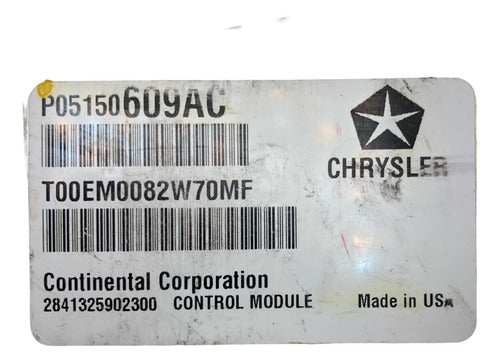 P05150609AC
CHRYSLER
T00EM0082W70MF
Continental Corporation
2841325902300 CONTROL MODULE Made in USA